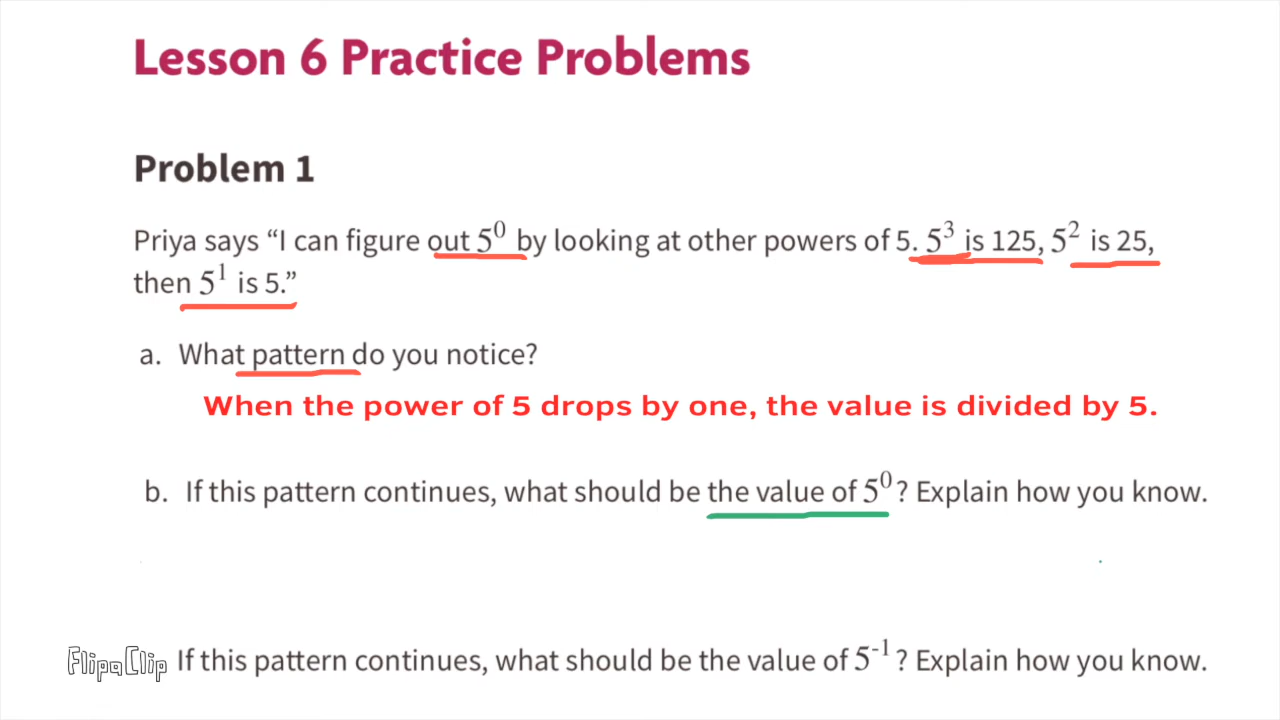 Lesson 6 Practice Problems
Problem 1
Priya says “I can figure out 5⁰ by looking at other powers of 5. 5³ is 125, 5² is 25,
then 5¹ is 5.”
a. What pattern do you notice?
When the power of 5 drops by one, the value is divided by 5.
b. If this pattern continues, what should be the value of 5⁰? Explain how you know.
FlipaClip If this pattern continues, what should be the value of 5⁻¹? Explain how you know.